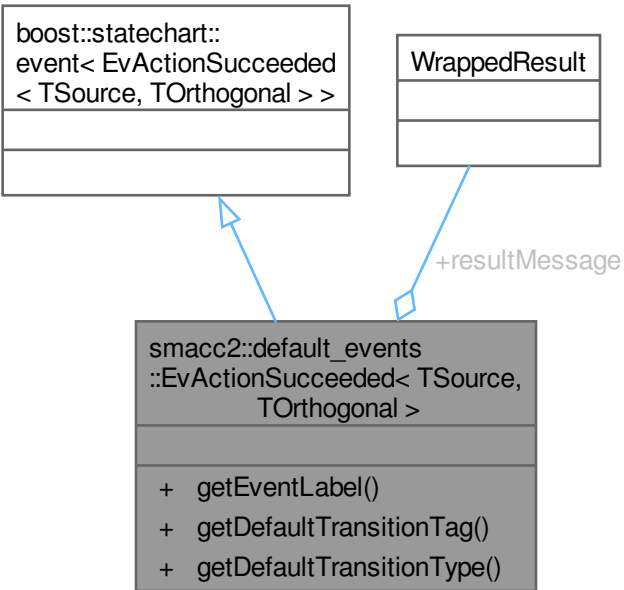 boost::statechart::
event< EvActionSucceeded
< TSource, TOrthogonal > >
WrappedResult
+resultMessage
smacc2::default_events
::EvActionSucceeded< TSource,
TOrthogonal >
+ getEventLabel()
+ getDefaultTransitionTag()
+ getDefaultTransitionType()